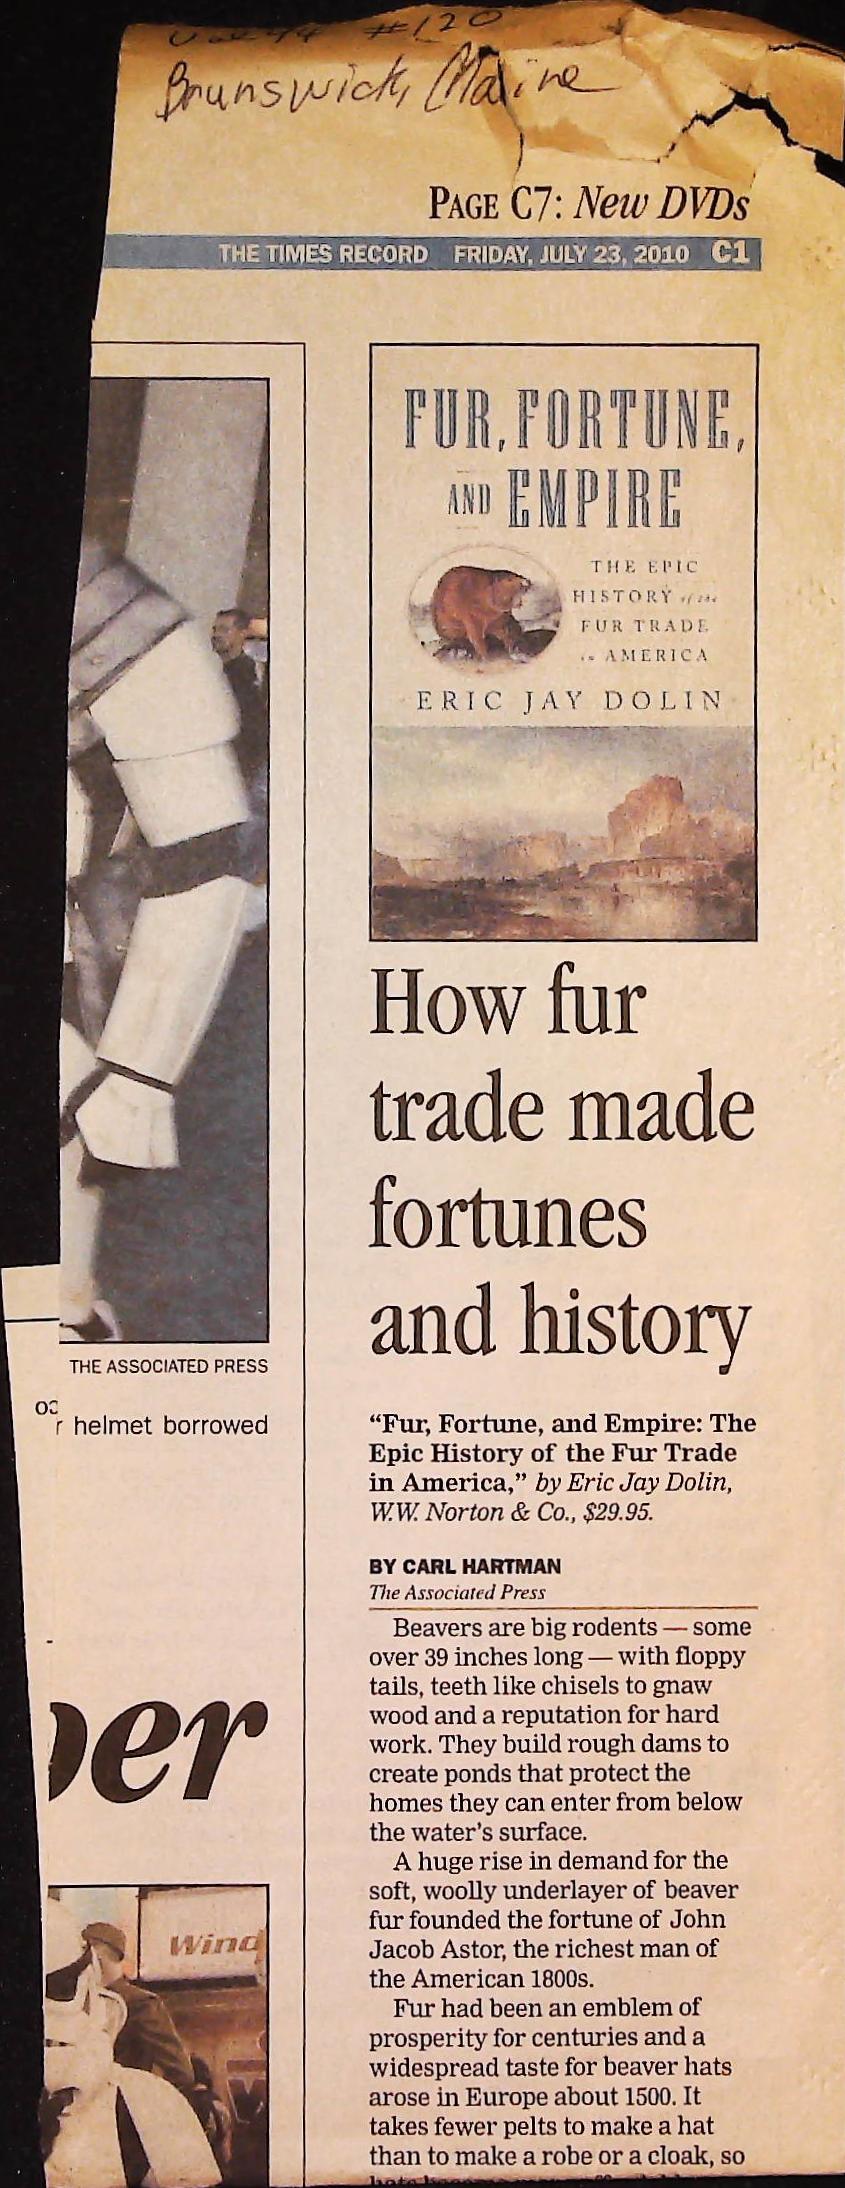 #120
Brunswick, Maine
PAGE C7: New DVDs
THE TIMES RECORD FRIDAY, JULY 23, 2010 C1
FUR, FORTUNE,
AND EMPIRE
THE EPIC
HISTORY of the
FUR TRADE
in AMERICA
ERIC JAY DOLIN
How fur
trade made
fortunes
and history
THE ASSOCIATED PRESS
r helmet borrowed
“Fur, Fortune, and Empire: The
Epic History of the Fur Trade
in America,” by Eric Jay Dolin,
W.W. Norton & Co., $29.95.
BY CARL HARTMAN
The Associated Press
Beavers are big rodents — some
over 39 inches long — with floppy
tails, teeth like chisels to gnaw
wood and a reputation for hard
work. They build rough dams to
create ponds that protect the
homes they can enter from below
the water's surface.
A huge rise in demand for the
soft, woolly underlayer of beaver
fur founded the fortune of John
Jacob Astor, the richest man of
the American 1800s.
Fur had been an emblem of
prosperity for centuries and a
widespread taste for beaver hats
arose in Europe about 1500. It
takes fewer pelts to make a hat
than to make a robe or a cloak, so
er
Wind